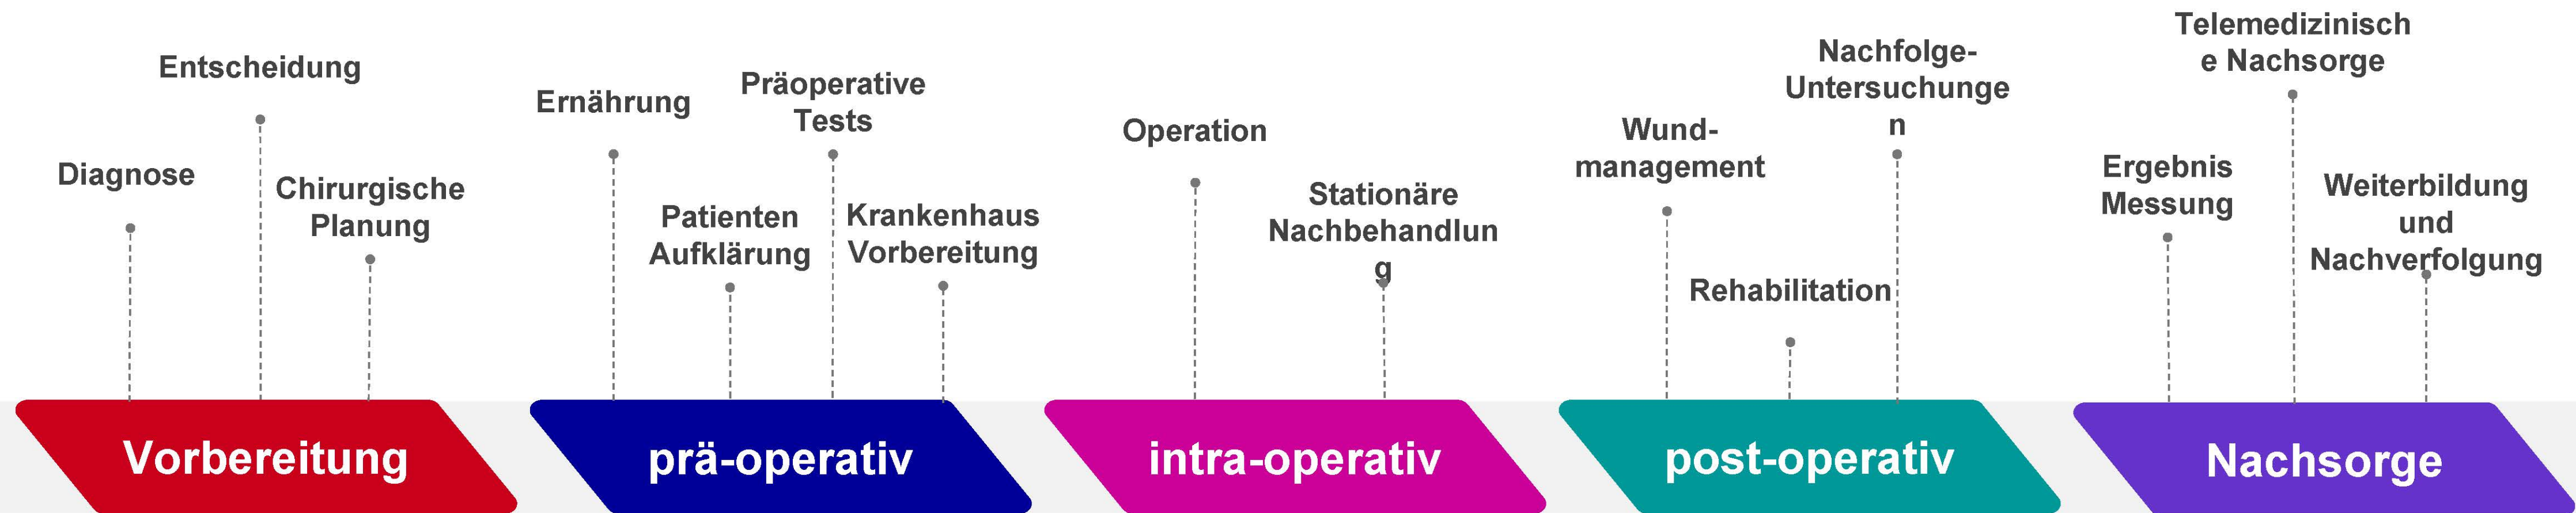 Diagnose
Entscheidung
Chirurgische
Planung
Ernährung
Patienten
Aufklärung
Präoperative
Tests
Krankenhaus
Vorbereitung
Operation
Stationäre
Nachbehandlun
g
Wund-
management
Rehabilitation
Nachfolge-
Untersuchunge
n
Ergebnis
Messung
Telemedizinisch
e Nachsorge
Weiterbildung
und
Nachverfolgung
Vorbereitung
prä-operativ
intra-operativ
post-operativ
Nachsorge